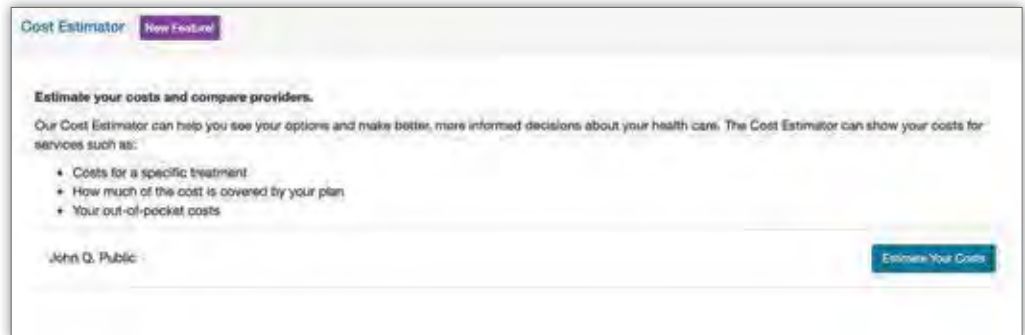 Cost Estimator New Feature!
Estimate your costs and compare providers.
Our Cost Estimator can help you see your options and make better, more informed decisions about your health care. The Cost Estimator can show your costs for
services such as:
• Costs for a specific treatment
• How much of the cost is covered by your plan
• Your out-of-pocket costs
John Q. Public Estimate Your Costs